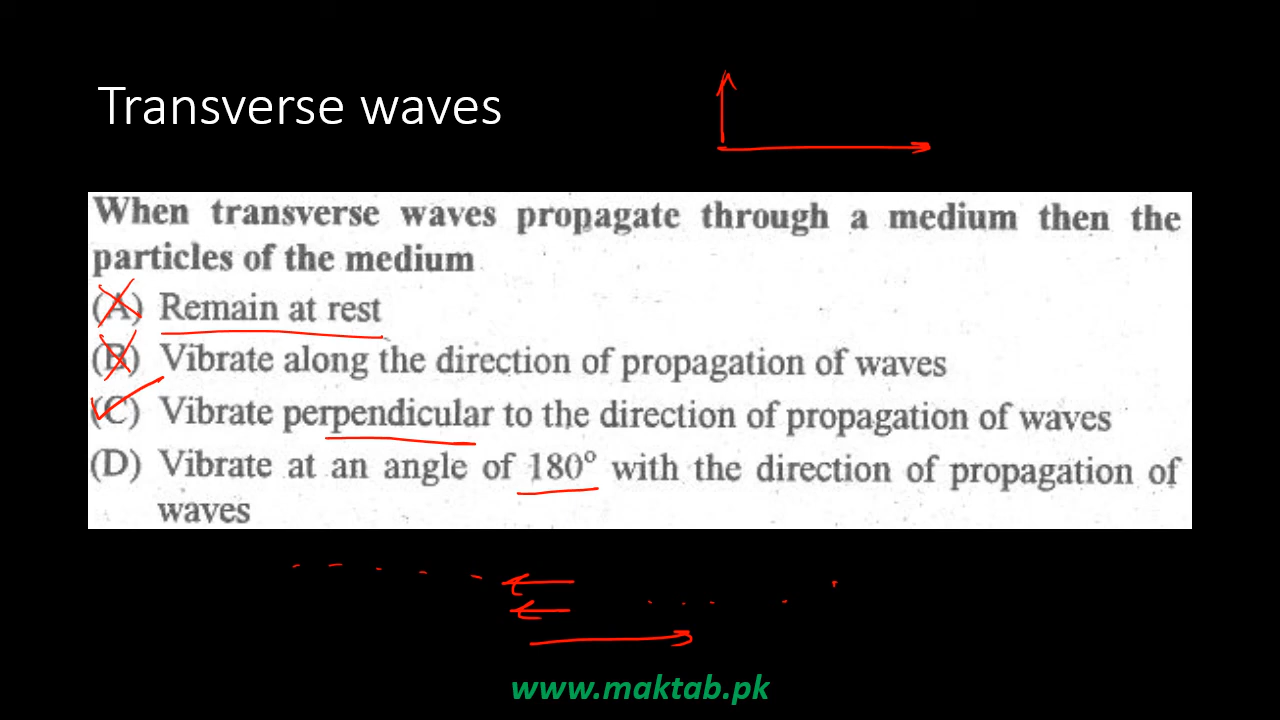 Transverse waves
When transverse waves propagate through a medium then the
particles of the medium
(A) Remain at rest
(B) Vibrate along the direction of propagation of waves
(C) Vibrate perpendicular to the direction of propagation of waves
(D) Vibrate at an angle of 180° with the direction of propagation of
waves
www.maktab.pk